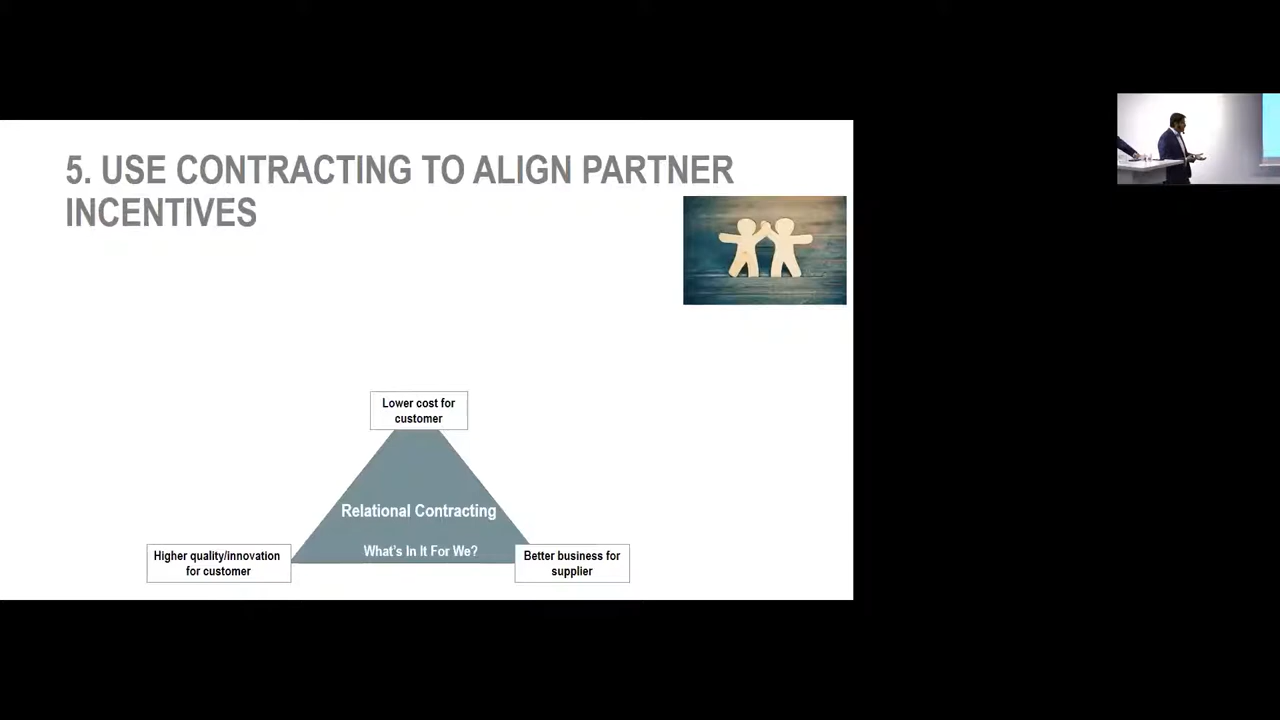 5. USE CONTRACTING TO ALIGN PARTNER
INCENTIVES
Lower cost for
customer
Relational Contracting
What's In It For We?
Higher quality/innovation
for customer
Better business for
supplier